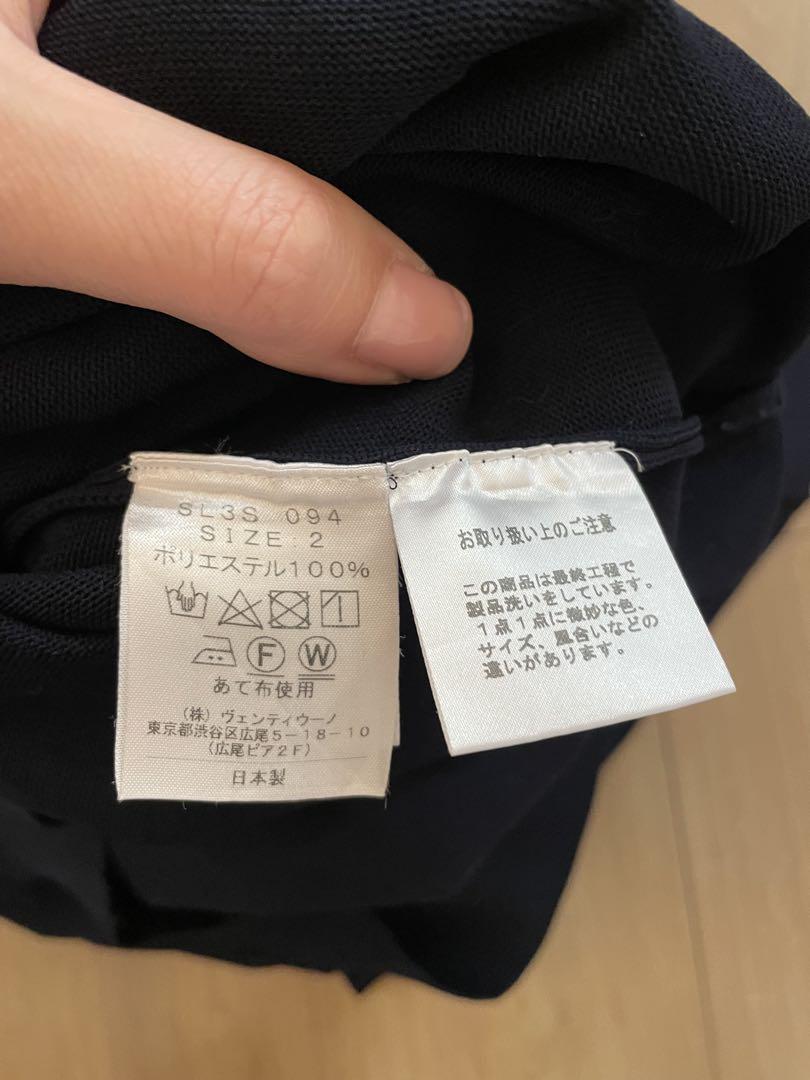 SL3S 094
SIZE:2
ポリエステル100%
F W
あて布使用
(株) ヴェンティウーノ
東京都渋谷区広尾5-18-10
(広尾ピア2F)
日本製
お取り扱い上のご注意
この商品は最終工程で
製品洗いをしています。
1点1点に微妙な色、
サイズ、風合いなどの
違いがあります。